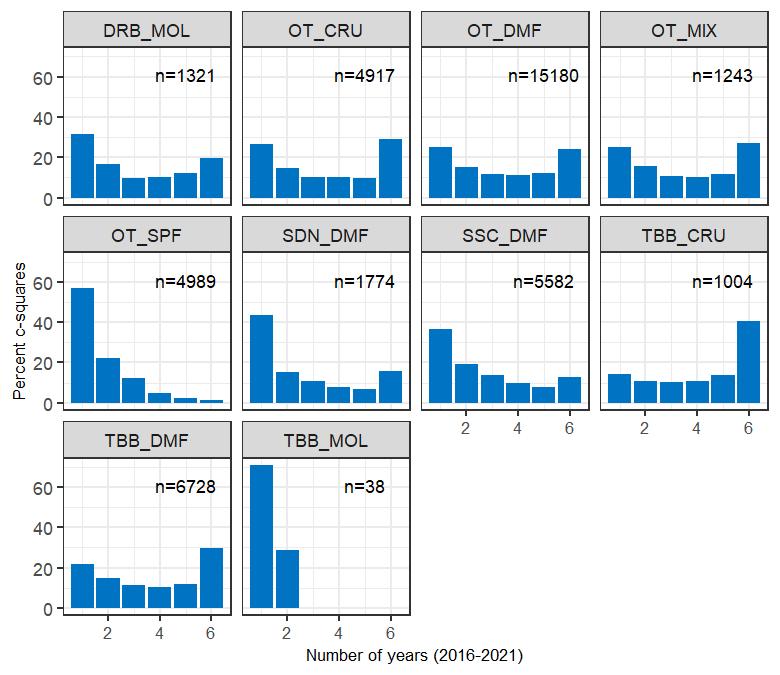 DRB_MOL OT_CRU OT_DMF OT_MIX
n=1321 n=4917 n=15180 n=1243
60
40
20
0
OT_SPF SDN_DMF SSC_DMF TBB_CRU
n=4989 n=1774 n=5582 n=1004
60
40
20
0
2 4 6 2 4 6
TBB_DMF TBB_MOL
n=6728 n=38
60
40
20
0
2 4 6 2 4 6
Percent c-squares
Number of years (2016-2021)